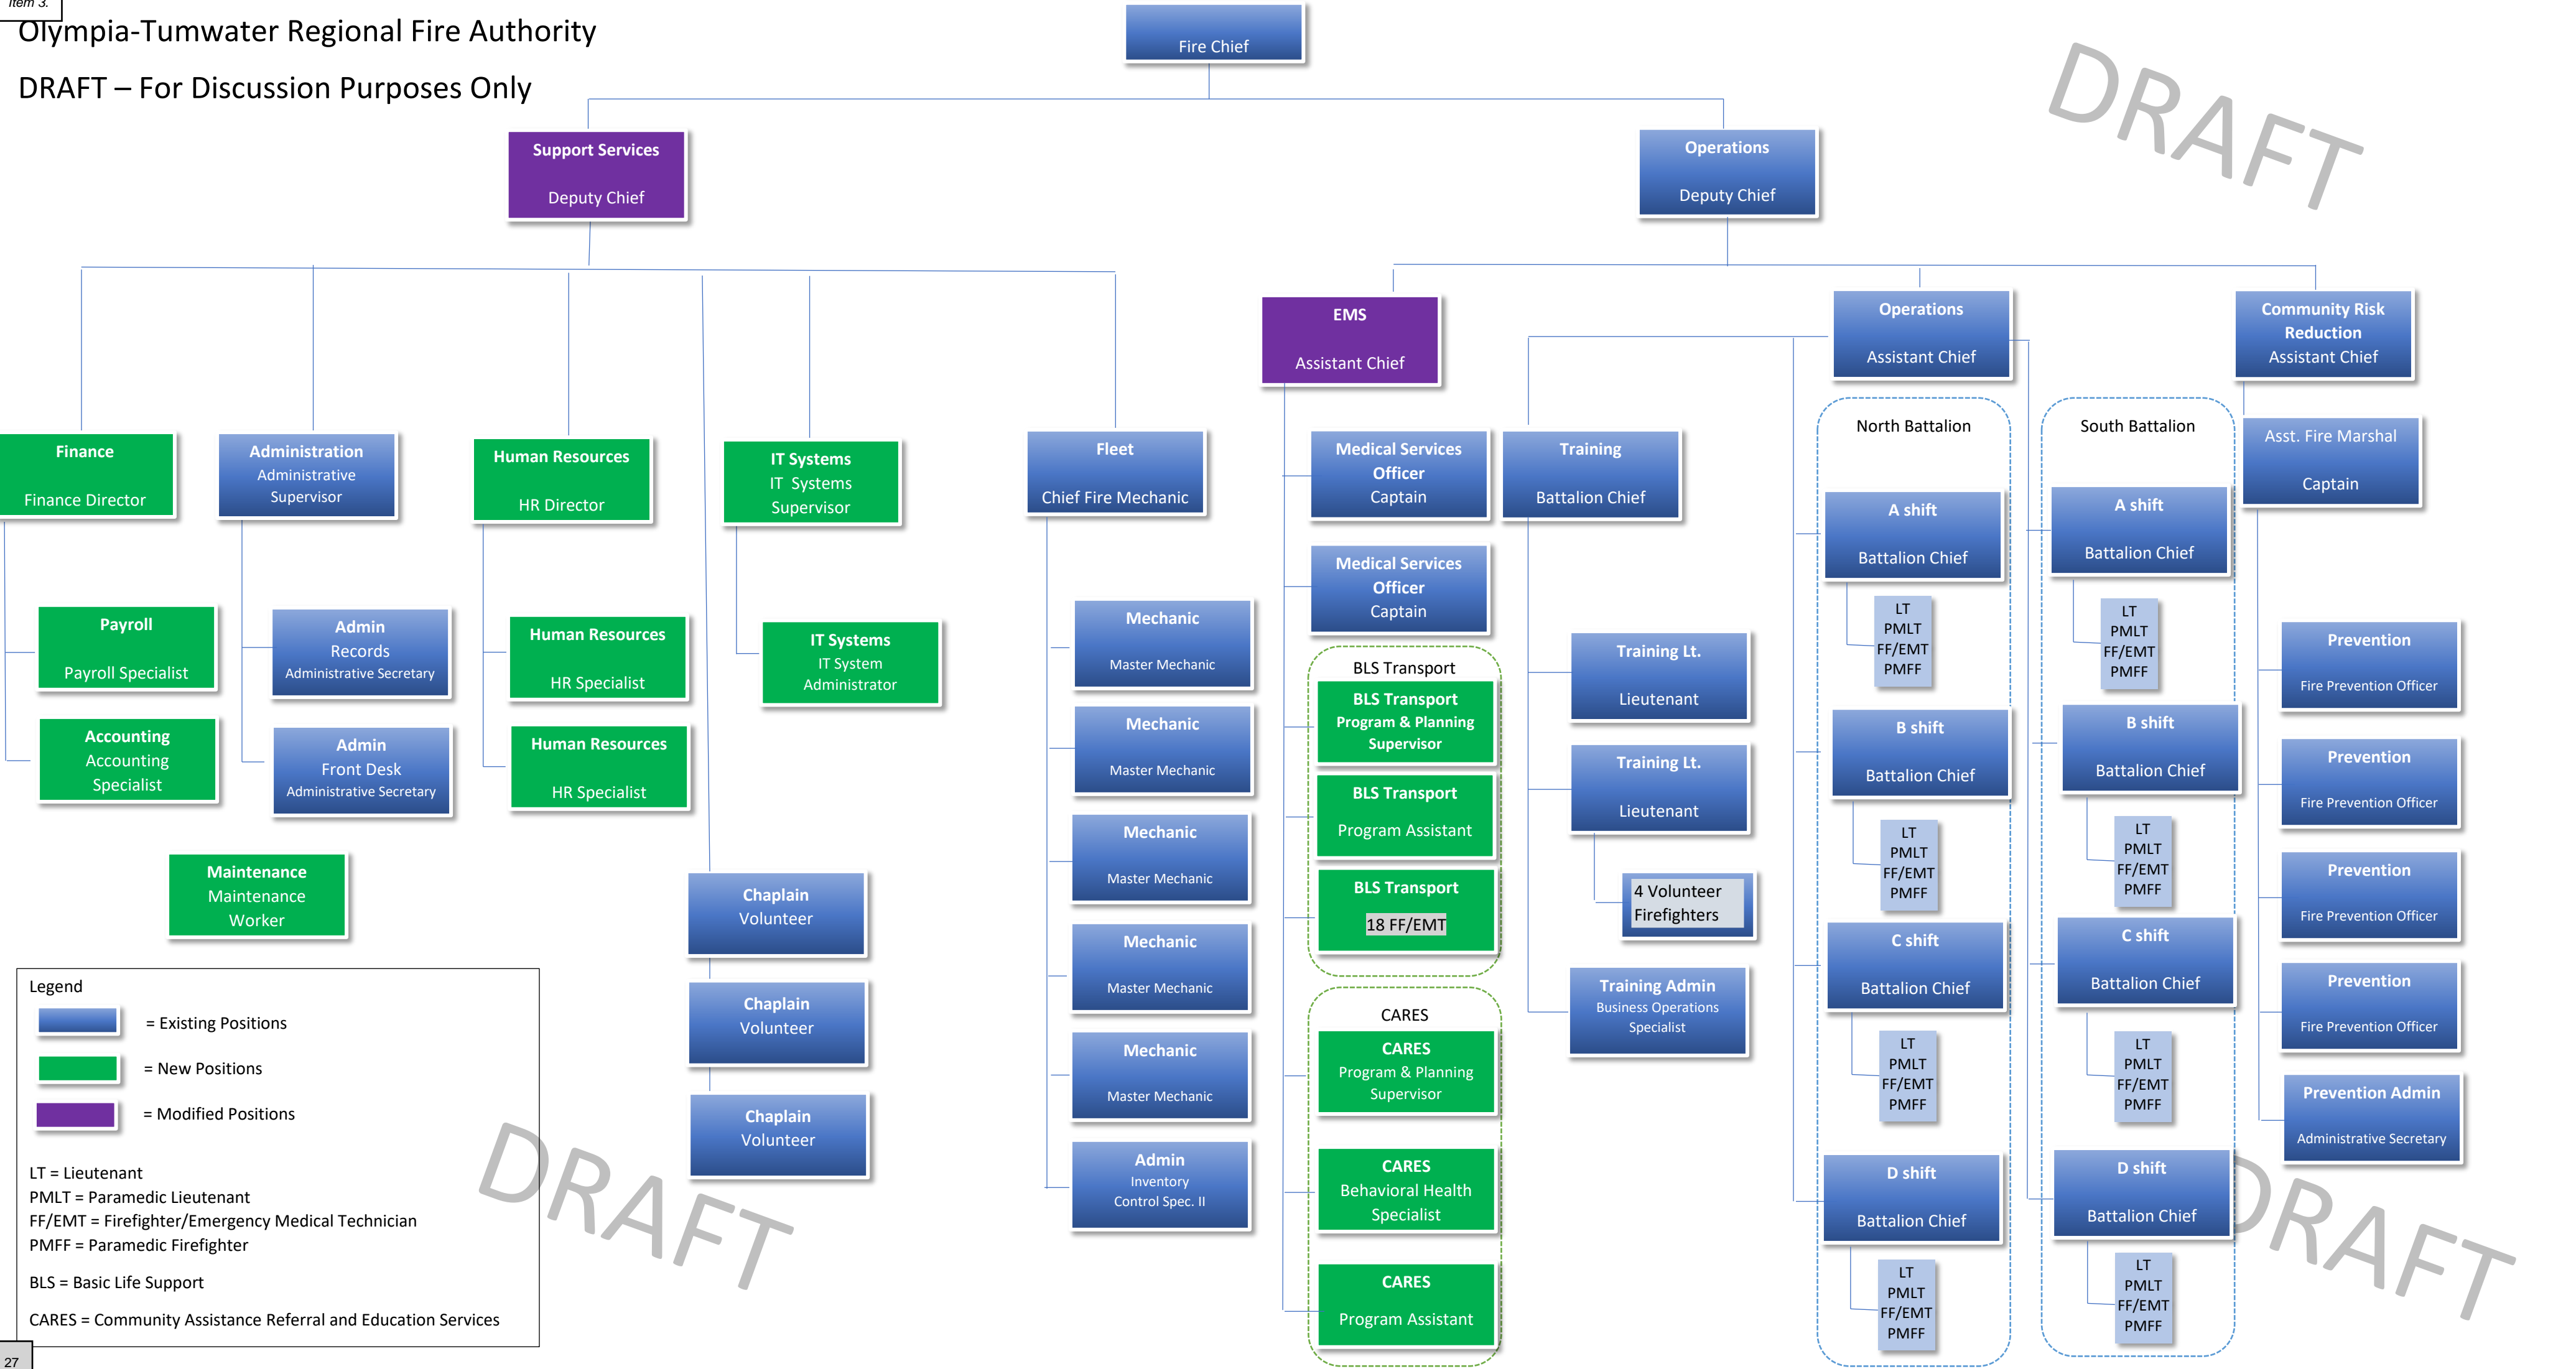 Item 3.
Olympia-Tumwater Regional Fire Authority
DRAFT – For Discussion Purposes Only
DRAFT
Fire Chief
Support Services
Deputy Chief
Operations
Deputy Chief
Finance
Finance Director
Payroll
Payroll Specialist
Accounting
Accounting
Specialist
Administration
Administrative
Supervisor
Admin
Records
Administrative Secretary
Admin
Front Desk
Administrative Secretary
Maintenance
Maintenance
Worker
Human Resources
HR Director
Human Resources
HR Specialist
Human Resources
HR Specialist
IT Systems
IT Systems
Supervisor
IT Systems
IT System
Administrator
Chaplain
Volunteer
Chaplain
Volunteer
Chaplain
Volunteer
Fleet
Chief Fire Mechanic
Mechanic
Master Mechanic
Mechanic
Master Mechanic
Mechanic
Master Mechanic
Mechanic
Master Mechanic
Mechanic
Master Mechanic
Admin
Inventory
Control Spec. II
EMS
Assistant Chief
Medical Services
Officer
Captain
Medical Services
Officer
Captain
BLS Transport
BLS Transport
Program & Planning
Supervisor
BLS Transport
Program Assistant
BLS Transport
18 FF/EMT
CARES
CARES
Program & Planning
Supervisor
CARES
Behavioral Health
Specialist
CARES
Program Assistant
Operations
Assistant Chief
Training
Battalion Chief
Training Lt.
Lieutenant
Training Lt.
Lieutenant
4 Volunteer
Firefighters
Training Admin
Business Operations
Specialist
North Battalion
A shift
Battalion Chief
LT
PMLT
FF/EMT
PMFF
B shift
Battalion Chief
LT
PMLT
FF/EMT
PMFF
C shift
Battalion Chief
LT
PMLT
FF/EMT
PMFF
D shift
Battalion Chief
LT
PMLT
FF/EMT
PMFF
South Battalion
A shift
Battalion Chief
LT
PMLT
FF/EMT
PMFF
B shift
Battalion Chief
LT
PMLT
FF/EMT
PMFF
C shift
Battalion Chief
LT
PMLT
FF/EMT
PMFF
D shift
Battalion Chief
LT
PMLT
FF/EMT
PMFF
Community Risk
Reduction
Assistant Chief
Asst. Fire Marshal
Captain
Prevention
Fire Prevention Officer
Prevention
Fire Prevention Officer
Prevention
Fire Prevention Officer
Prevention
Fire Prevention Officer
Prevention Admin
Administrative Secretary
Legend
= Existing Positions
= New Positions
= Modified Positions
LT = Lieutenant
PMLT = Paramedic Lieutenant
FF/EMT = Firefighter/Emergency Medical Technician
PMFF = Paramedic Firefighter
BLS = Basic Life Support
CARES = Community Assistance Referral and Education Services
DRAFT
DRAFT
27